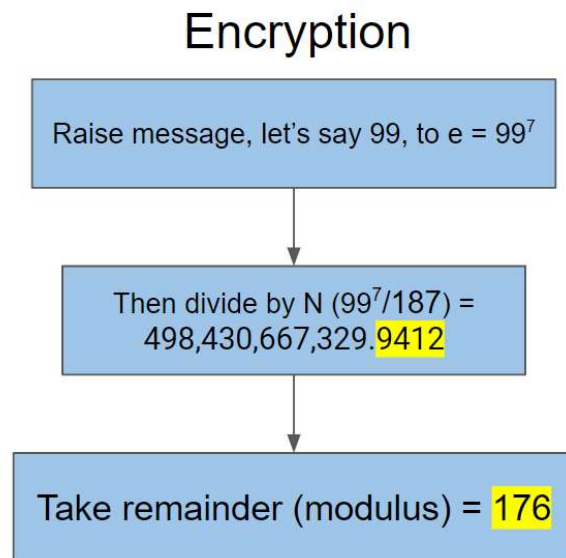 Encryption
Raise message, let’s say 99, to e = 99⁷
Then divide by N (99⁷/187) =
498,430,667,329.9412
Take remainder (modulus) = 176